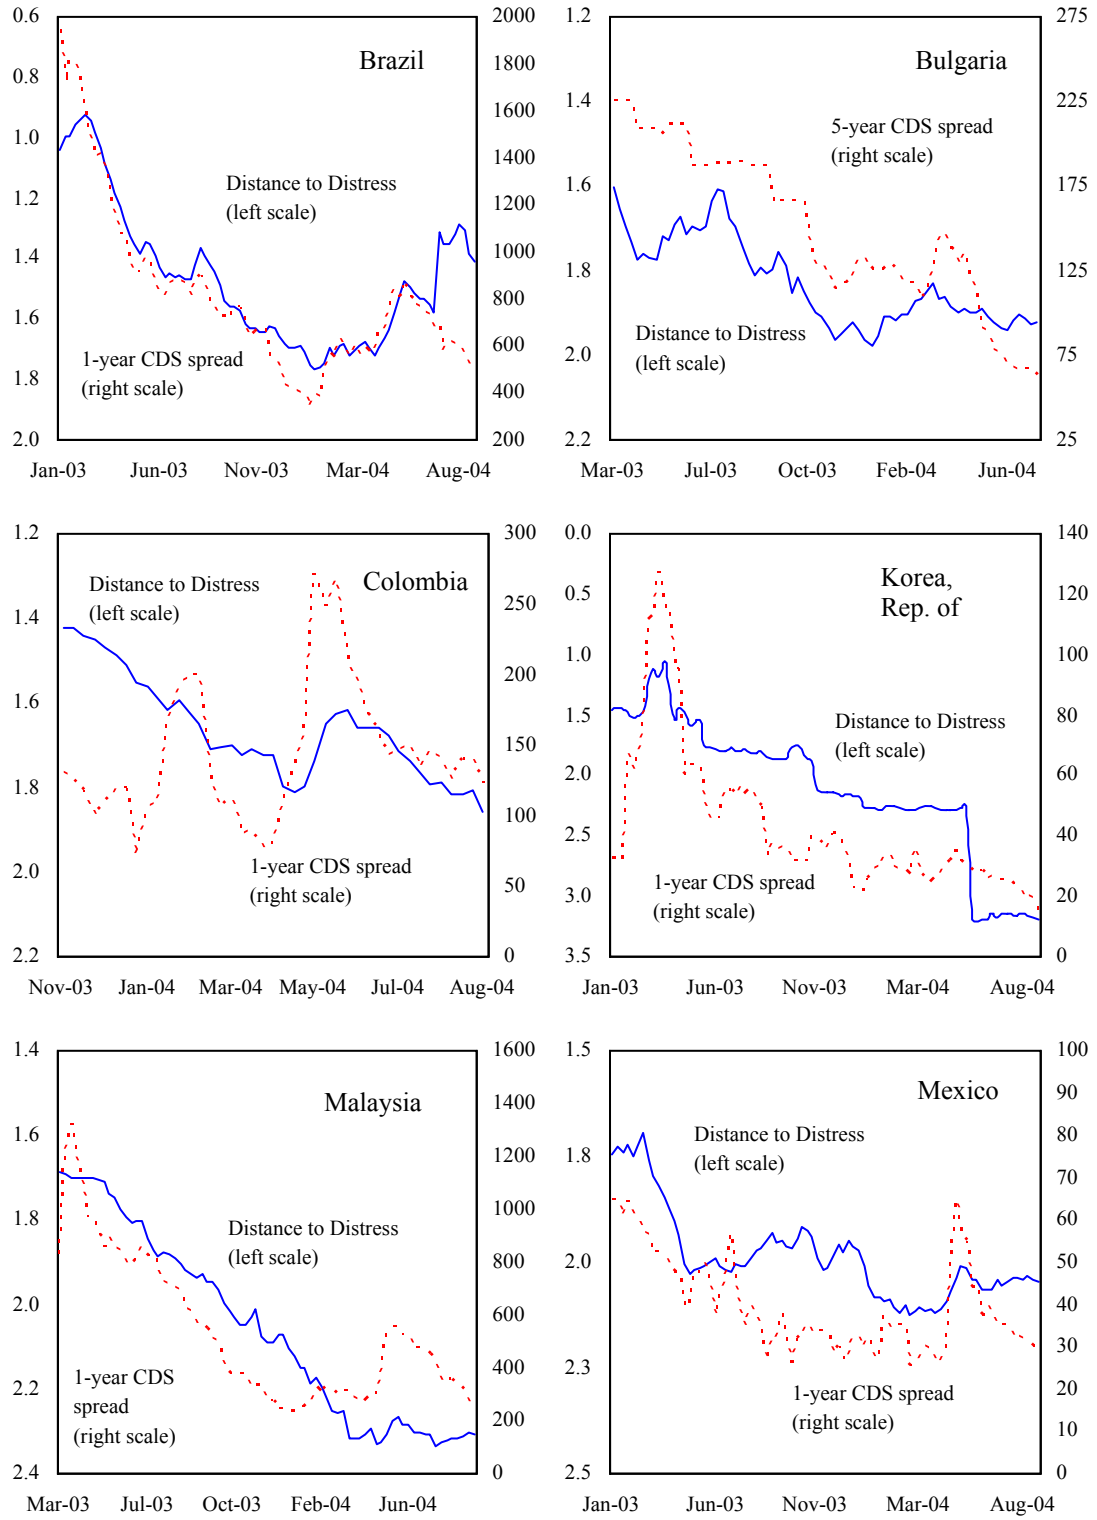 Brazil
0.6
0.8
1.0
1.2
1.4
1.6
1.8
2.0
2000
1800
1600
1400
1200
1000
800
600
400
200
Distance to Distress
(left scale)
1-year CDS spread
(right scale)
Jan-03 Jun-03 Nov-03 Mar-04 Aug-04
Bulgaria
1.2
1.4
1.6
1.8
2.0
2.2
275
225
175
125
75
25
5-year CDS spread
(right scale)
Distance to Distress
(left scale)
Mar-03 Jul-03 Oct-03 Feb-04 Jun-04
Colombia
1.2
1.4
1.6
1.8
2.0
2.2
300
250
200
150
100
50
0
Distance to Distress
(left scale)
1-year CDS spread
(right scale)
Nov-03 Jan-04 Mar-04 May-04 Jul-04 Aug-04
Korea,
Rep. of
0.0
0.5
1.0
1.5
2.0
2.5
3.0
3.5
140
120
100
80
60
40
20
0
Distance to Distress
(left scale)
1-year CDS spread
(right scale)
Jan-03 Jun-03 Nov-03 Mar-04 Aug-04
Malaysia
1.4
1.6
1.8
2.0
2.2
2.4
1600
1400
1200
1000
800
600
400
200
0
Distance to Distress
(left scale)
1-year CDS
spread
(right scale)
Mar-03 Jul-03 Oct-03 Feb-04 Jun-04
Mexico
1.5
1.8
2.0
2.3
2.5
100
90
80
70
60
50
40
30
20
10
0
Distance to Distress
(left scale)
1-year CDS spread
(right scale)
Jan-03 Jun-03 Nov-03 Mar-04 Aug-04